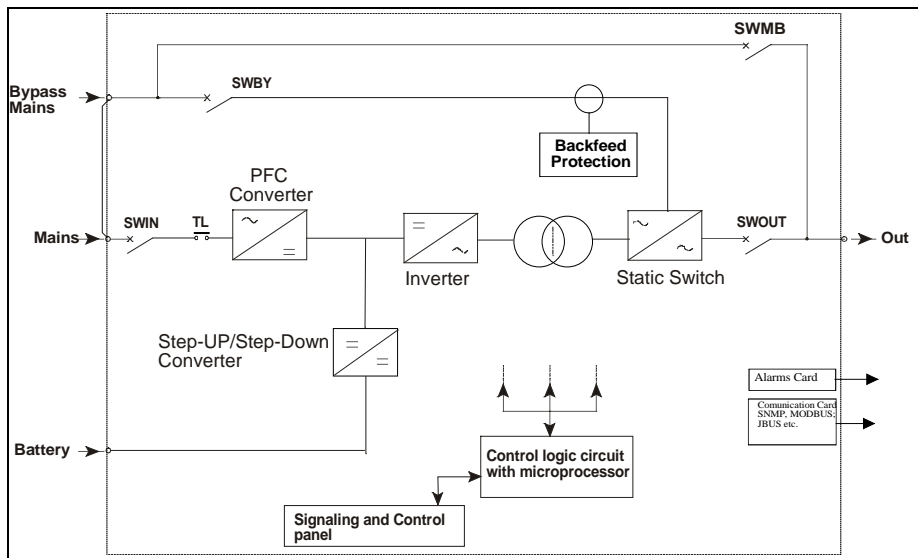 SWMB
Bypass
Mains
SWBY
Backfeed
Protection
PFC
Converter
Mains
SWIN
TL
Inverter
Static Switch
SWOUT
Out
Step-UP/Step-Down
Converter
Alarms Card
Comunication Card
SNMP, MODBUS;
JBUS etc.
Battery
Control logic circuit
with microprocessor
Signaling and Control
panel